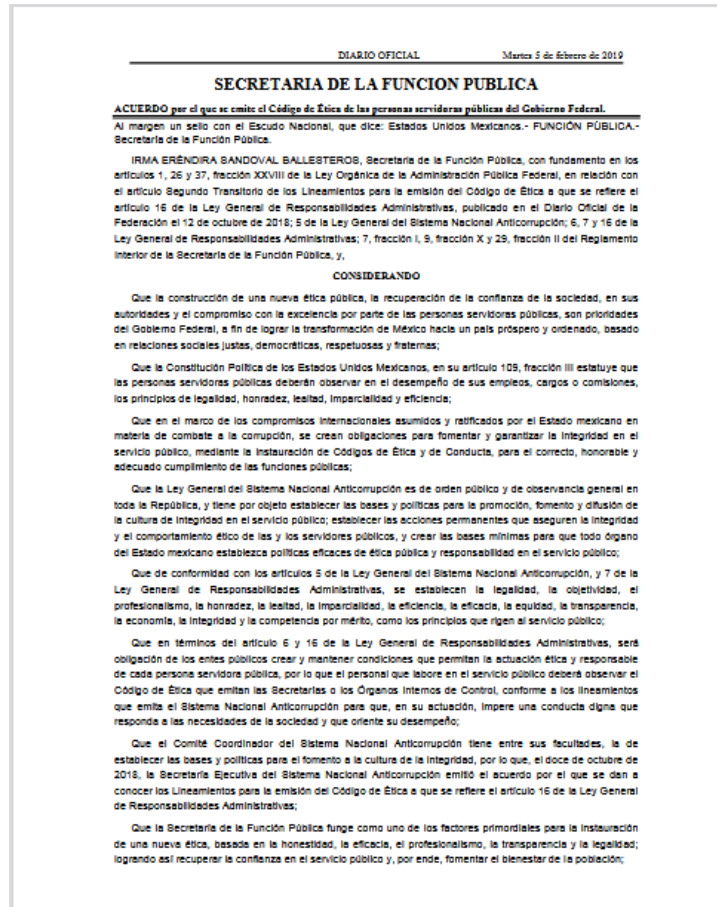 DIARIO OFICIAL Martes 5 de febrero de 2019
SECRETARIA DE LA FUNCION PUBLICA
ACUERDO por el que se emite el Código de Ética de las personas servidoras públicas del Gobierno Federal.
Al margen un sello con el Escudo Nacional, que dice: Estados Unidos Mexicanos.- FUNCIÓN PÚBLICA.-
Secretaría de la Función Pública.
IRMA ERÉNDIRA SANDOVAL BALLESTEROS, Secretaria de la Función Pública, con fundamento en los
artículos 1, 26 y 37, fracción XXVIII de la Ley Orgánica de la Administración Pública Federal, en relación con
el artículo Segundo Transitorio de los Lineamientos para la emisión del Código de Ética a que se refiere el
artículo 16 de la Ley General de Responsabilidades Administrativas, publicado en el Diario Oficial de la
Federación el 12 de octubre de 2018; 5 de la Ley General del Sistema Nacional Anticorrupción; 6, 7 y 16 de la
Ley General de Responsabilidades Administrativas; 7, fracción I, 9, fracción X y 29, fracción II del Reglamento
Interior de la Secretaría de la Función Pública, y,
CONSIDERANDO
Que la construcción de una nueva ética pública, la recuperación de la confianza de la sociedad, en sus
autoridades y el compromiso con la excelencia por parte de las personas servidoras públicas, son prioridades
del Gobierno Federal, a fin de lograr la transformación de México hacia un país próspero y ordenado, basado
en relaciones sociales justas, democráticas, respetuosas y fraternas;
Que la Constitución Política de los Estados Unidos Mexicanos, en su artículo 109, fracción III estatuye que
las personas servidoras públicas deberán observar en el desempeño de sus empleos, cargos o comisiones,
los principios de legalidad, honradez, lealtad, imparcialidad y eficiencia;
Que en el marco de los compromisos internacionales asumidos y ratificados por el Estado mexicano en
materia de combate a la corrupción, se crean obligaciones para fomentar y garantizar la integridad en el
servicio público, mediante la instauración de Códigos de Ética y de Conducta, para el correcto, honorable y
adecuado cumplimiento de las funciones públicas;
Que la Ley General del Sistema Nacional Anticorrupción es de orden público y de observancia general en
toda la República, y tiene por objeto establecer las bases y políticas para la promoción, fomento y difusión de
la cultura de integridad en el servicio público; establecer las acciones permanentes que aseguren la integridad
y el comportamiento ético de las y los servidores públicos, y crear las bases mínimas para que todo órgano
del Estado mexicano establezca políticas eficaces de ética pública y responsabilidad en el servicio público;
Que de conformidad con los artículos 5 de la Ley General del Sistema Nacional Anticorrupción, y 7 de la
Ley General de Responsabilidades Administrativas, se establecen la legalidad, la objetividad, el
profesionalismo, la honradez, la lealtad, la imparcialidad, la eficiencia, la eficacia, la equidad, la transparencia,
la economía, la integridad y la competencia por mérito, como los principios que rigen al servicio público;
Que en términos del artículo 6 y 16 de la Ley General de Responsabilidades Administrativas, será
obligación de los entes públicos crear y mantener condiciones que permitan la actuación ética y responsable
de cada persona servidora pública, por lo que el personal que labore en el servicio público deberá observar el
Código de Ética que emitan las Secretarías o los Órganos Internos de Control, conforme a los lineamientos
que emita el Sistema Nacional Anticorrupción para que, en su actuación, impere una conducta digna que
responda a las necesidades de la sociedad y que oriente su desempeño;
Que el Comité Coordinador del Sistema Nacional Anticorrupción tiene entre sus facultades, la de
establecer las bases y políticas para el fomento a la cultura de la integridad, por lo que, el doce de octubre de
2018, la Secretaría Ejecutiva del Sistema Nacional Anticorrupción emitió el acuerdo por el que se dan a
conocer los Lineamientos para la emisión del Código de Ética a que se refiere el artículo 16 de la Ley General
de Responsabilidades Administrativas;
Que la Secretaría de la Función Pública funge como uno de los factores primordiales para la instauración
de una nueva ética, basada en la honestidad, la eficacia, el profesionalismo, la transparencia y la legalidad;
logrando así recuperar la confianza en el servicio público y, por ende, fomentar el bienestar de la población;